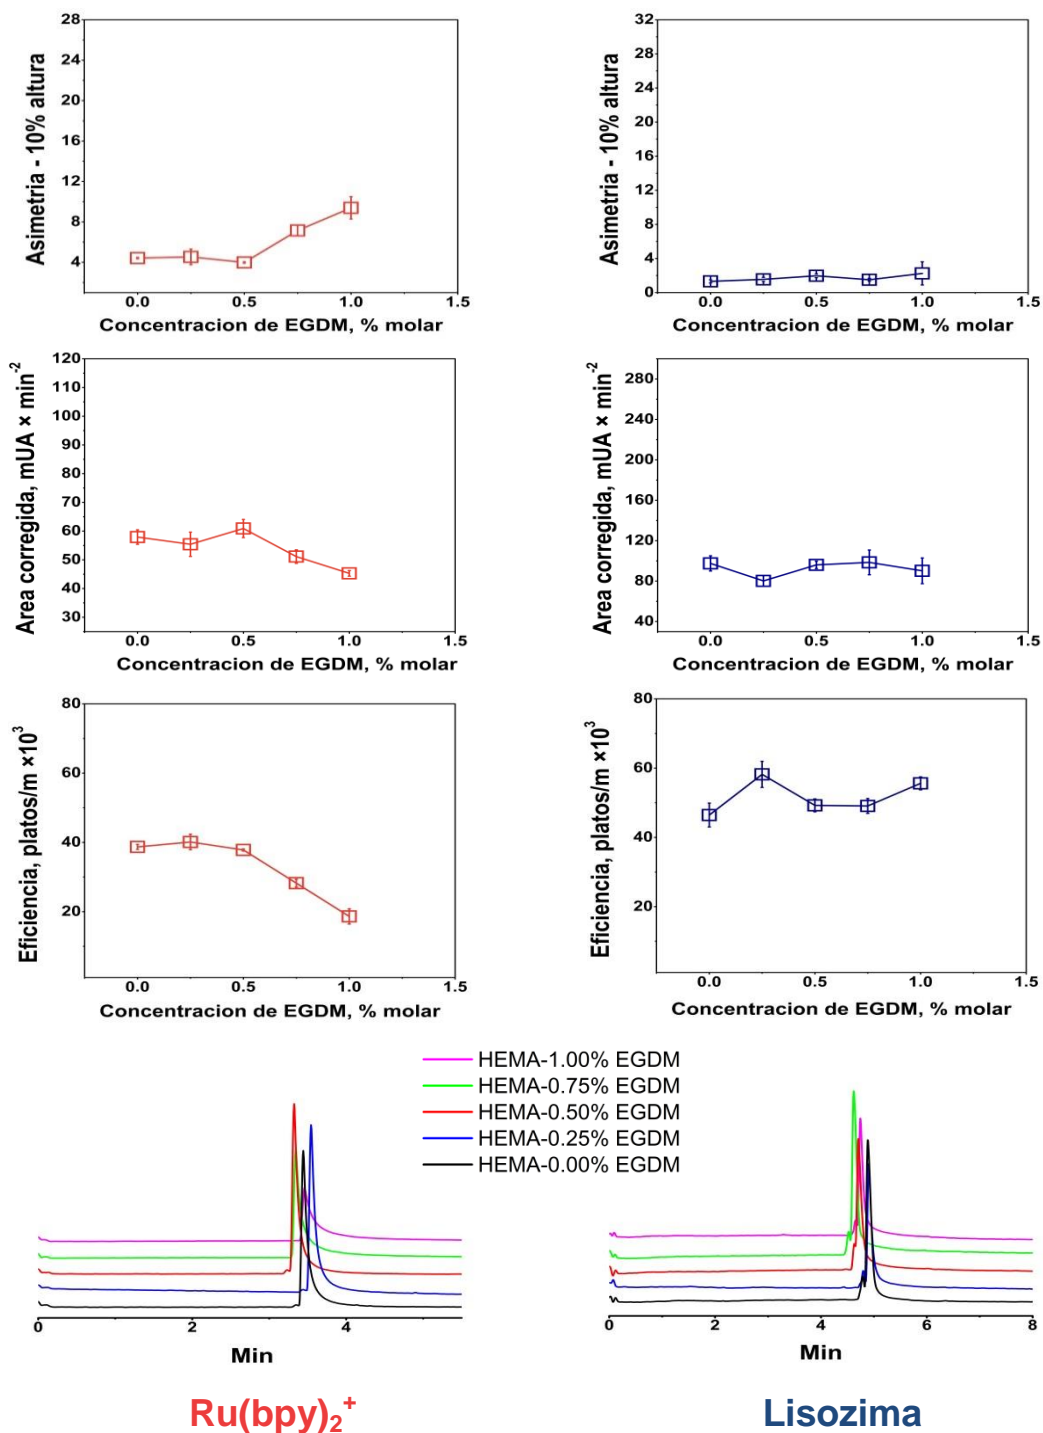 28
24
20
16
12
8
4
Asimetria - 10% altura
0.0 0.5 1.0 1.5
Concentracion de EGDM, % molar
32
28
24
20
16
12
8
4
0
Asimetria - 10% altura
0.0 0.5 1.0 1.5
Concentracion de EGDM, % molar
120
110
100
90
80
70
60
50
40
30
Area corregida, mUA × min⁻²
0.0 0.5 1.0 1.5
Concentracion de EGDM, % molar
280
240
200
160
120
80
40
Area corregida, mUA × min⁻²
0.0 0.5 1.0 1.5
Concentracion de EGDM, % molar
80
60
40
20
Eficiencia, platos/m ×10³
0.0 0.5 1.0 1.5
Concentracion de EGDM, % molar
80
60
40
20
Eficiencia, platos/m ×10³
0.0 0.5 1.0 1.5
Concentracion de EGDM, % molar
HEMA-1.00% EGDM
HEMA-0.75% EGDM
HEMA-0.50% EGDM
HEMA-0.25% EGDM
HEMA-0.00% EGDM
0 2 4
Min
0 2 4 6 8
Min
Ru(bpy)₂⁺
Lisozima